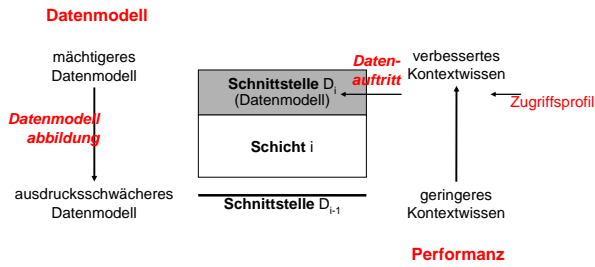 Datenmodell
mächtigeres
Datenmodell
Datenmodell
abbildung
ausdrucksschwächeres
Datenmodell
Schnittstelle Di
(Datenmodell)
Schicht i
Schnittstelle Di-1
Daten-
auftritt
verbessertes
Kontextwissen
Zugriffsprofil
geringeres
Kontextwissen
Performanz